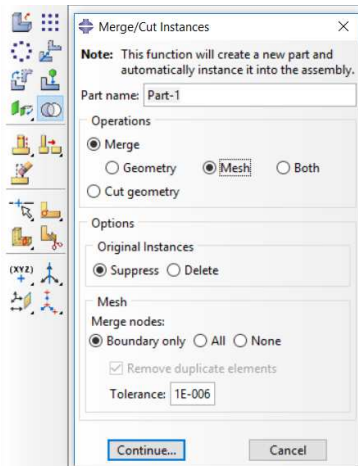 Merge/Cut Instances
Note: This function will create a new part and
automatically instance it into the assembly.
Part name: Part-1
Operations
Merge
Geometry Mesh Both
Cut geometry
Options
Original Instances
Suppress Delete
Mesh
Merge nodes:
Boundary only All None
Remove duplicate elements
Tolerance: 1E-006
Continue... Cancel
(XYZ)